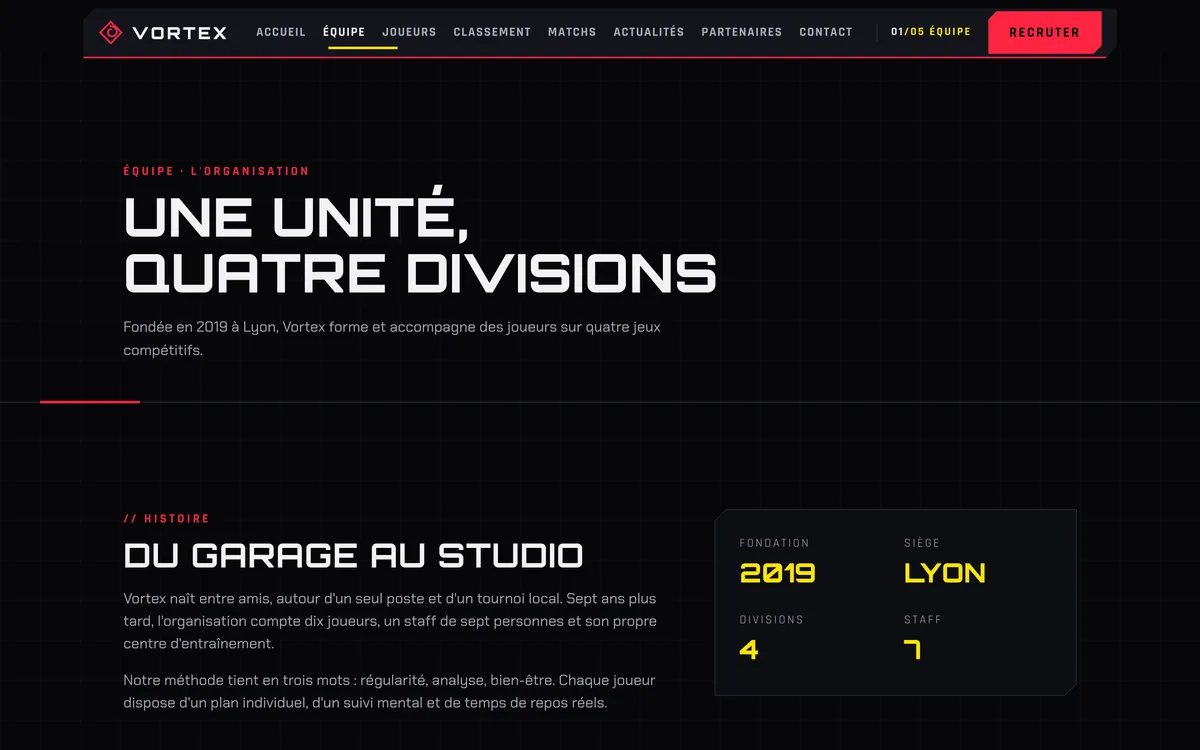 VORTEX
ACCUEIL
ÉQUIPE
JOUEURS
CLASSEMENT
MATCHS
ACTUALITÉS
PARTENAIRES
CONTACT
01/05 ÉQUIPE
RECRUTER
ÉQUIPE · L'ORGANISATION
UNE UNITÉ,
QUATRE DIVISIONS
Fondée en 2019 à Lyon, Vortex forme et accompagne des joueurs sur quatre jeux
compétitifs.
// HISTOIRE
DU GARAGE AU STUDIO
Vortex naît entre amis, autour d'un seul poste et d'un tournoi local. Sept ans plus
tard, l'organisation compte dix joueurs, un staff de sept personnes et son propre
centre d'entraînement.
Notre méthode tient en trois mots : régularité, analyse, bien-être. Chaque joueur
dispose d'un plan individuel, d'un suivi mental et de temps de repos réels.
FONDATION
2019
SIÈGE
LYON
DIVISIONS
4
STAFF
7